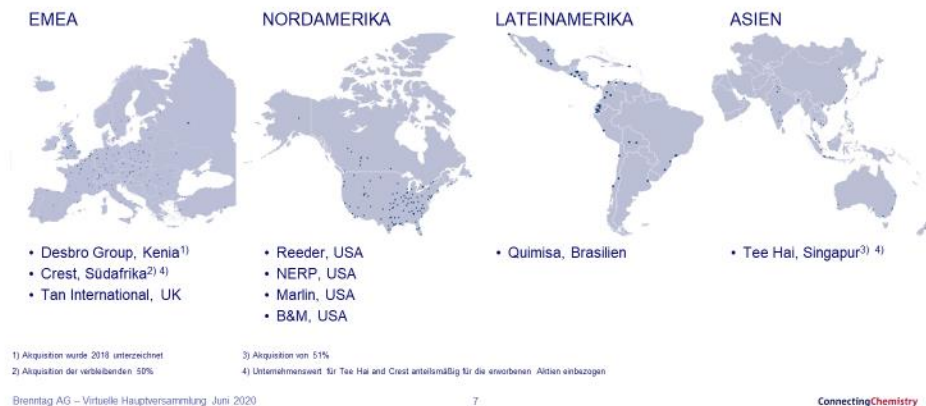 EMEA
NORDAMERIKA
LATEINAMERIKA
ASIEN
• Desbro Group, Kenia1)
• Crest, Südafrika2) 4)
• Tan International, UK
• Reeder, USA
• NERP, USA
• Marlin, USA
• B&M, USA
• Quimisa, Brasilien
• Tee Hai, Singapur3) 4)
1) Akquisition wurde 2018 unterzeichnet
2) Akquisition der verbleibenden 50%
3) Akquisition von 51%
4) Unternehmenswert für Tee Hai and Crest anteilsmäßig für die erworbenen Aktien einbezogen
Brenntag AG – Virtuelle Hauptversammlung Juni 2020
7
ConnectingChemistry